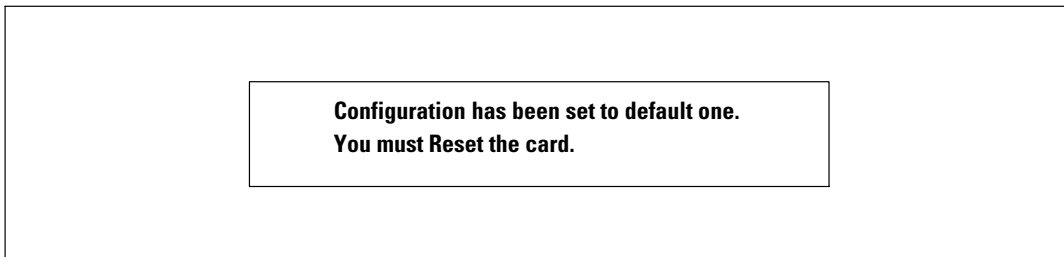 Configuration has been set to default one.
You must Reset the card.